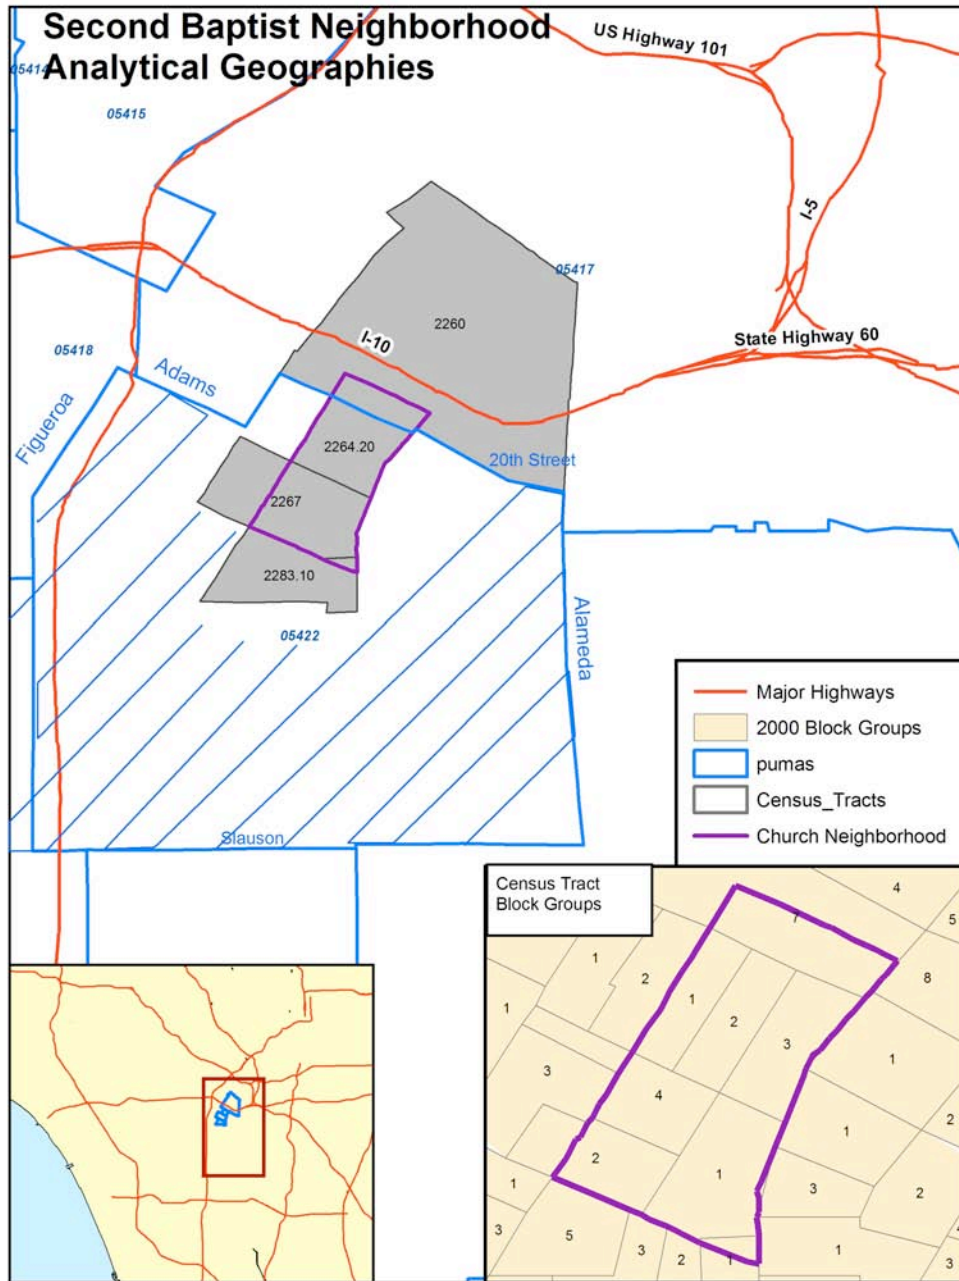 Second Baptist Neighborhood
Analytical Geographies
US Highway 101
05414
05415
I-5
05417
2260
I-10
State Highway 60
05418
Adams
Figueroa
2264.20
20th Street
2267
2283.10
05422
Alameda
Slauson
Major Highways
2000 Block Groups
pumas
Census_Tracts
Church Neighborhood
Census Tract
Block Groups
4
7
5
1
2
8
1
1
2
3
1
3
4
1
2
2
1
1
3
2
3
5
3
2
1
1
3